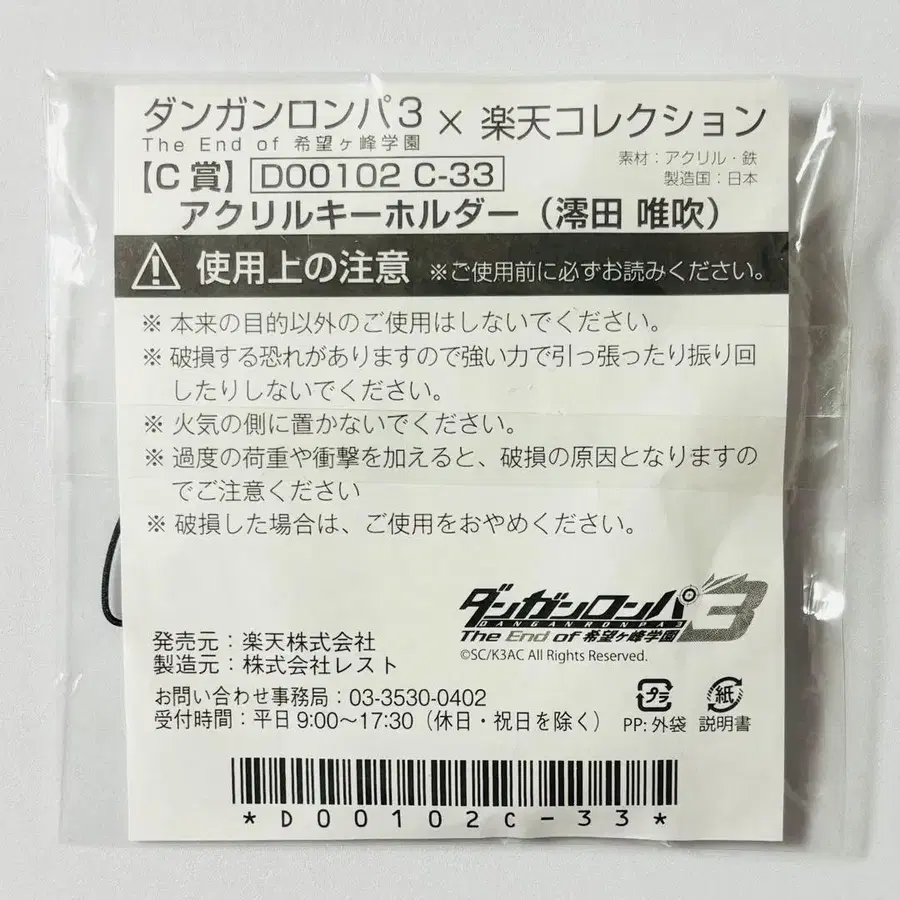 ダンガンロンパ3 × 楽天コレクション
The End of 希望ヶ峰学園
素材：アクリル・鉄
製造国：日本
【C賞】 D00102 C-33
アクリルキーホルダー（澪田 唯吹）
使用上の注意 ※ご使用前に必ずお読みください。
※ 本来の目的以外のご使用はしないでください。
※ 破損する恐れがありますので強い力で引っ張ったり振り回
したりしないでください。
※ 火気の側に置かないでください。
※ 過度の荷重や衝撃を加えると、破損の原因となりますの
でご注意ください
※ 破損した場合は、ご使用をおやめください。
ダンガンロンパ3
DANGANRONPA3
The End of 希望ヶ峰学園
©SC/K3AC All Rights Reserved.
発売元：楽天株式会社
製造元：株式会社レスト
お問い合わせ事務局：03-3530-0402
受付時間：平日 9:00～17:30（休日・祝日を除く）
プラ 紙
PP: 外袋 説明書
*D00102C-33*